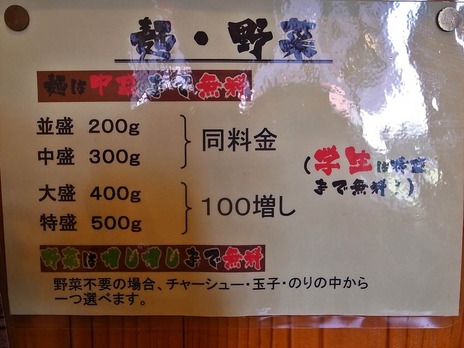 麺・野菜
麺は中盛まで無料
並盛 200g
中盛 300g
同料金
大盛 400g
特盛 500g
100増し
(学生は特盛
まで無料!)
野菜は増し増しまで無料
野菜不要の場合、チャーシュー・玉子・のりの中から
一つ選べます。